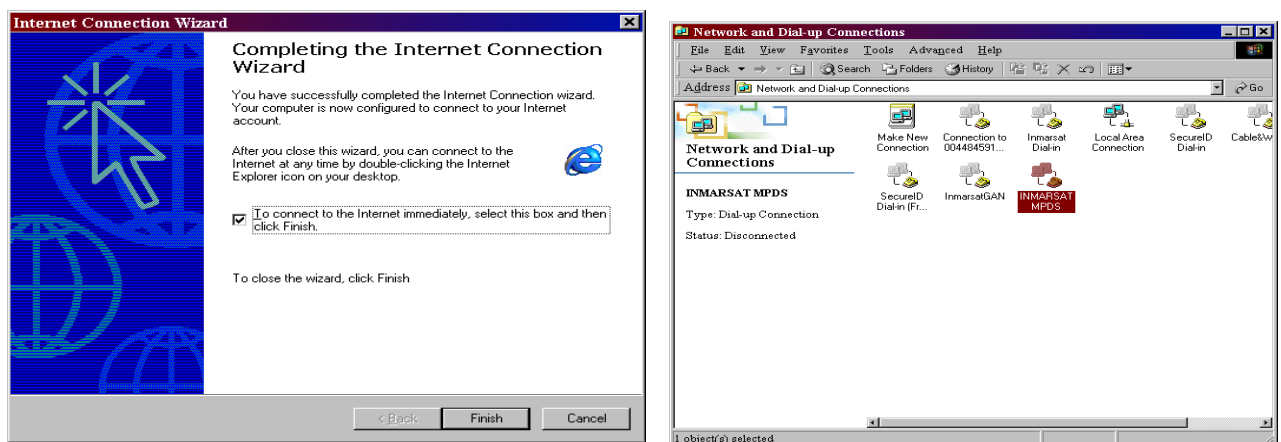 Internet Connection Wizard
Completing the Internet Connection
Wizard
You have successfully completed the Internet Connection wizard.
Your computer is now configured to connect to your Internet
account.
After you close this wizard, you can connect to the
Internet at any time by double-clicking the Internet
Explorer icon on your desktop.
To connect to the Internet immediately, select this box and then
click Finish.
To close the wizard, click Finish
< Back Finish Cancel
Network and Dial-up Connections
File Edit View Favorites Tools Advanced Help
Back Search Folders History
Address Network and Dial-up Connections Go
Network and Dial-up
Connections
INMARSAT MPDS
Type: Dial-up Connection
Status: Disconnected
Make New
Connection
Connection to
004484591...
Inmarsat
Dial-in
Local Area
Connection
SecureID
Dial-in
Cable&W
SecureID
Dial-in (Fr...
InmarsatGAN
INMARSAT
MPDS
1 object(s) selected